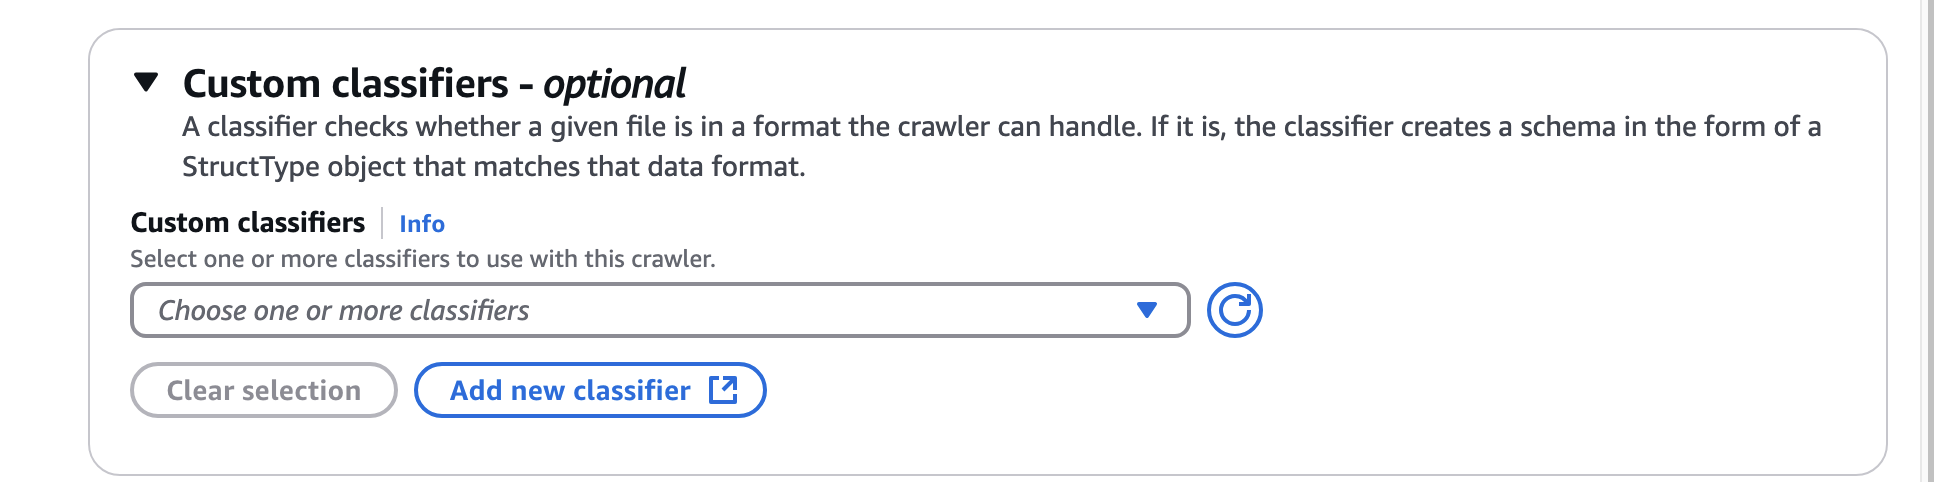 Custom classifiers - optional
A classifier checks whether a given file is in a format the crawler can handle. If it is, the classifier creates a schema in the form of a
StructType object that matches that data format.
Custom classifiers
Info
Select one or more classifiers to use with this crawler.
Choose one or more classifiers
Clear selection
Add new classifier